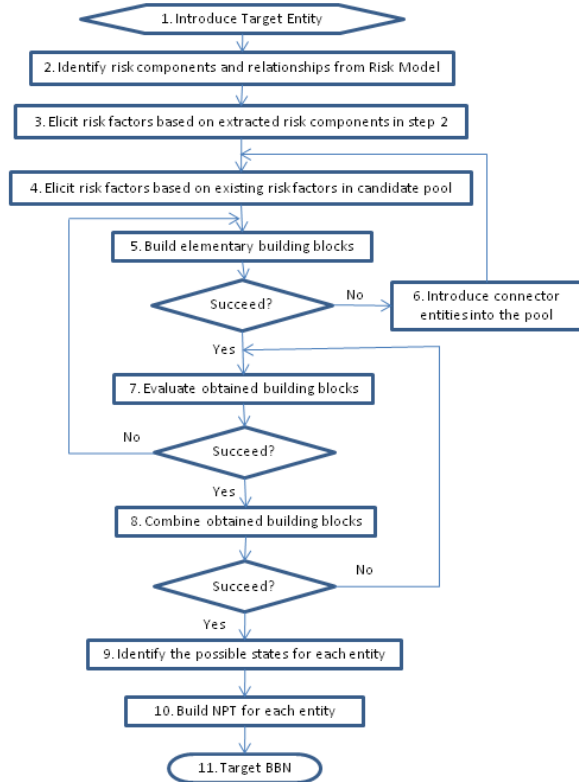 1. Introduce Target Entity
2. Identify risk components and relationships from Risk Model
3. Elicit risk factors based on extracted risk components in step 2
4. Elicit risk factors based on existing risk factors in candidate pool
5. Build elementary building blocks
Succeed?
No
6. Introduce connector
entities into the pool
Yes
7. Evaluate obtained building blocks
No
Succeed?
Yes
8. Combine obtained building blocks
Succeed?
No
Yes
9. Identify the possible states for each entity
10. Build NPT for each entity
11. Target BBN